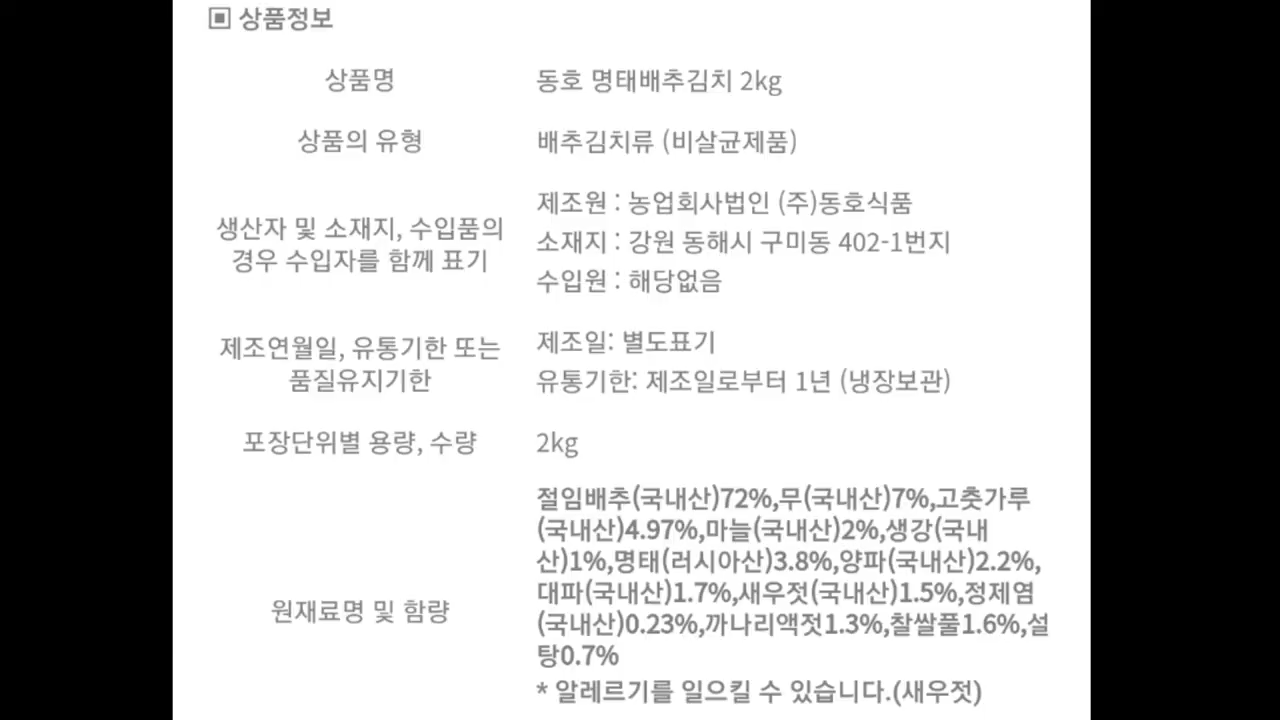 ▣ 상품정보
상품명
동호 명태배추김치 2kg
상품의 유형
배추김치류 (비살균제품)
생산자 및 소재지, 수입품의
경우 수입자를 함께 표기
제조원 : 농업회사법인 (주)동호식품
소재지 : 강원 동해시 구미동 402-1번지
수입원 : 해당없음
제조연월일, 유통기한 또는
품질유지기한
제조일: 별도표기
유통기한: 제조일로부터 1년 (냉장보관)
포장단위별 용량, 수량
2kg
원재료명 및 함량
절임배추(국내산)72%,무(국내산)7%,고춧가루
(국내산)4.97%,마늘(국내산)2%,생강(국내
산)1%,명태(러시아산)3.8%,양파(국내산)2.2%,
대파(국내산)1.7%,새우젓(국내산)1.5%,정제염
(국내산)0.23%,까나리액젓1.3%,찹쌀풀1.6%,설
탕0.7%
* 알레르기를 일으킬 수 있습니다.(새우젓)